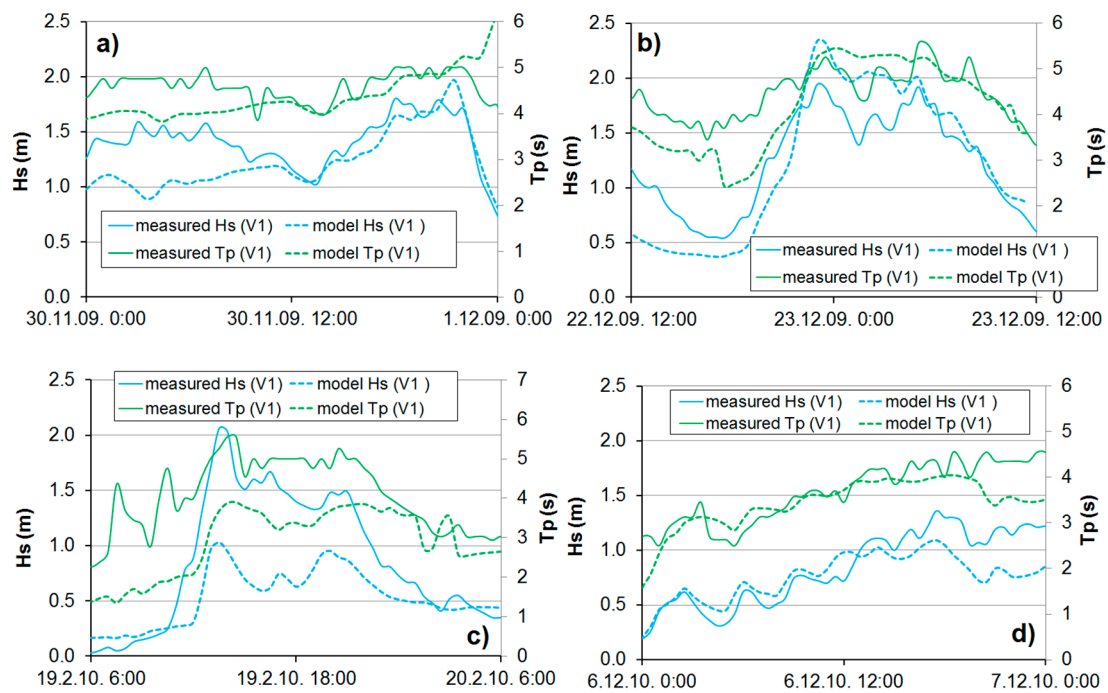 a)
2.5
2.0
1.5
1.0
0.5
0.0
Hs (m)
6
5
4
3
2
1
0
Tp (s)
measured Hs (V1) model Hs (V1 )
measured Tp (V1) model Tp (V1)
30.11.09. 0:00 30.11.09. 12:00 1.12.09. 0:00
b)
2.5
2.0
1.5
1.0
0.5
0.0
Hs (m)
6
5
4
3
2
1
0
Tp (s)
measured Hs (V1) model Hs (V1)
measured Tp (V1) model Tp (V1)
22.12.09. 12:00 23.12.09. 0:00 23.12.09. 12:00
measured Hs (V1) model Hs (V1 )
measured Tp (V1) model Tp (V1)
2.5
2.0
1.5
1.0
0.5
0.0
Hs (m)
7
6
5
4
3
2
1
0
Tp (s)
c)
19.2.10. 6:00 19.2.10. 18:00 20.2.10. 6:00
measured Hs (V1) model Hs (V1 )
measured Tp (V1) model Tp (V1)
2.5
2.0
1.5
1.0
0.5
0.0
Hs (m)
6
5
4
3
2
1
0
Tp (s)
d)
6.12.10. 0:00 6.12.10. 12:00 7.12.10. 0:00